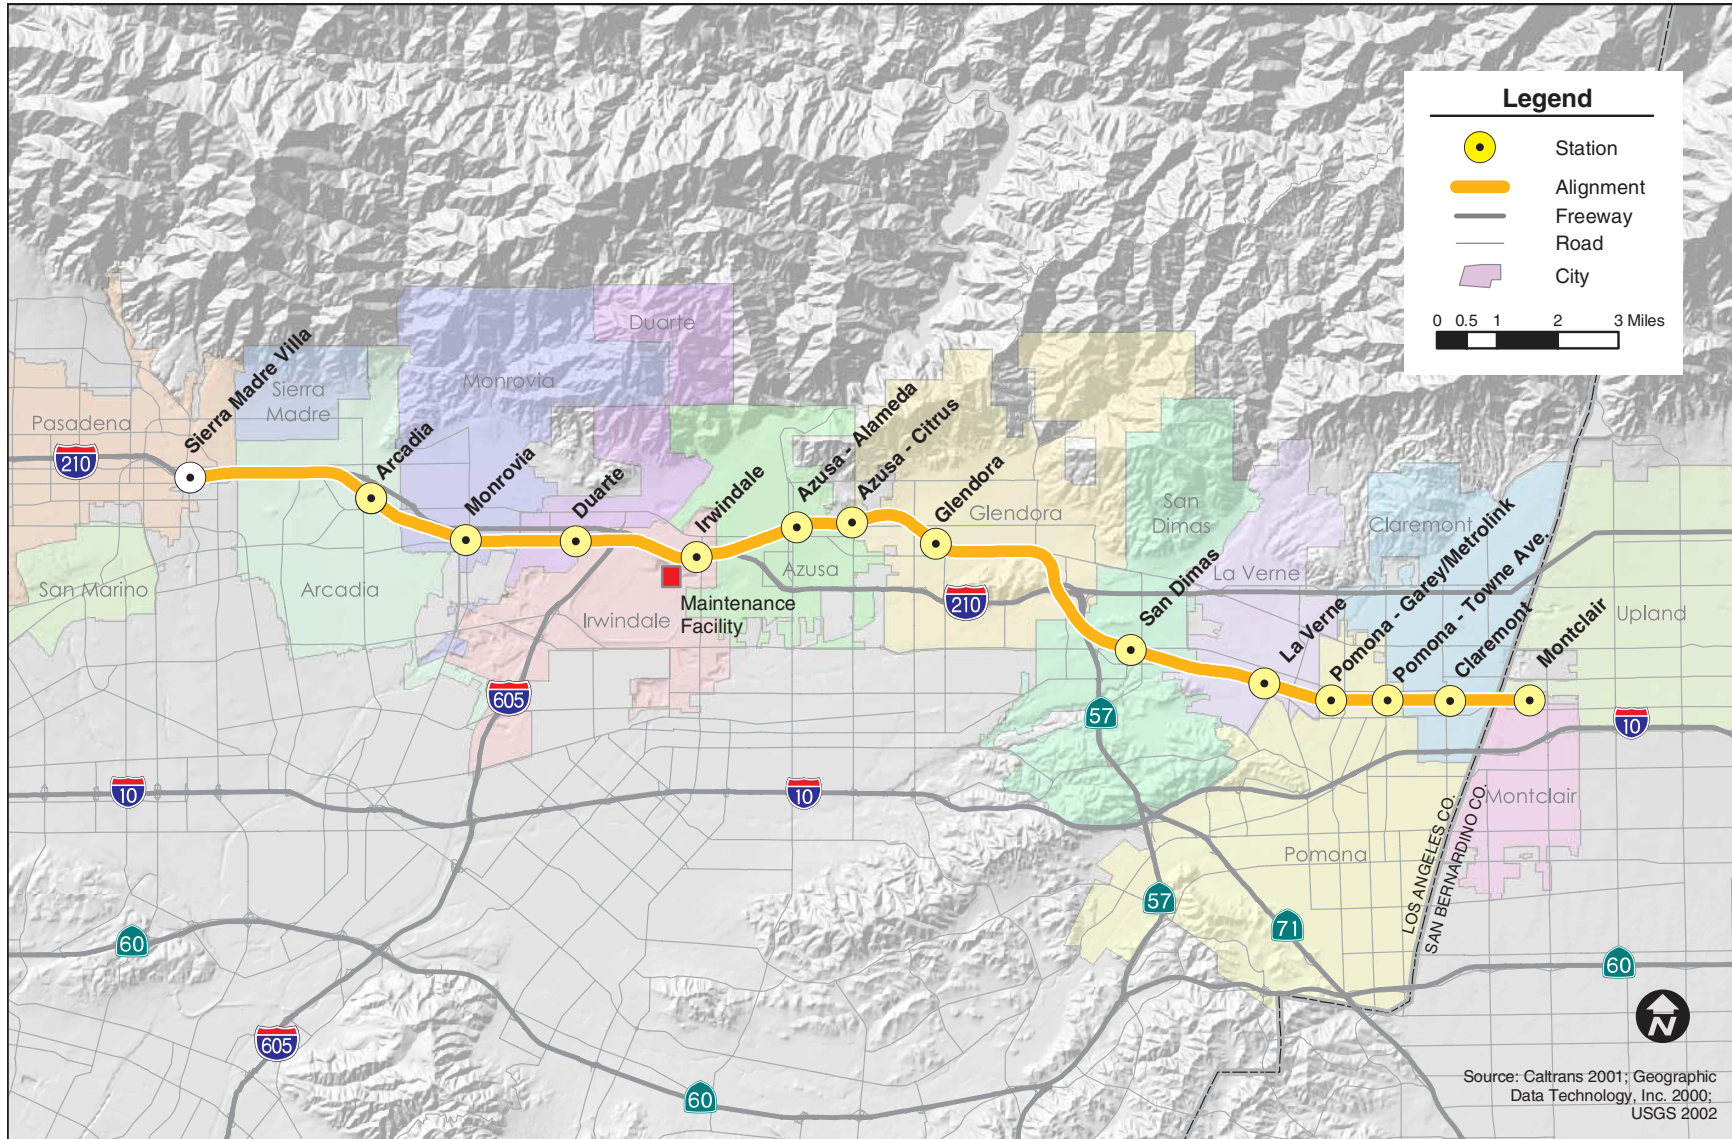 Legend
Station
Alignment
Freeway
Road
City
0 0.5 1 2 3 Miles
Duarte
Sierra Madre Villa
Monrovia
Sierra
Madre
Pasadena
210
Arcadia
Monrovia
Duarte
Irwindale
Azusa - Alameda
Azusa - Citrus
Glendora
Glendora
San
Dimas
Claremont
San Marino
Arcadia
Azusa
Irwindale
Maintenance
Facility
210
San Dimas
La Verne
La Verne
Pomona - Garey/Metrolink
Pomona - Towne Ave.
Claremont
Montclair
Upland
605
57
10
10
10
Montclair
Pomona
LOS ANGELES CO.
SAN BERNARDINO CO.
57
71
60
60
605
60
N
Source: Caltrans 2001; Geographic
Data Technology, Inc. 2000;
USGS 2002